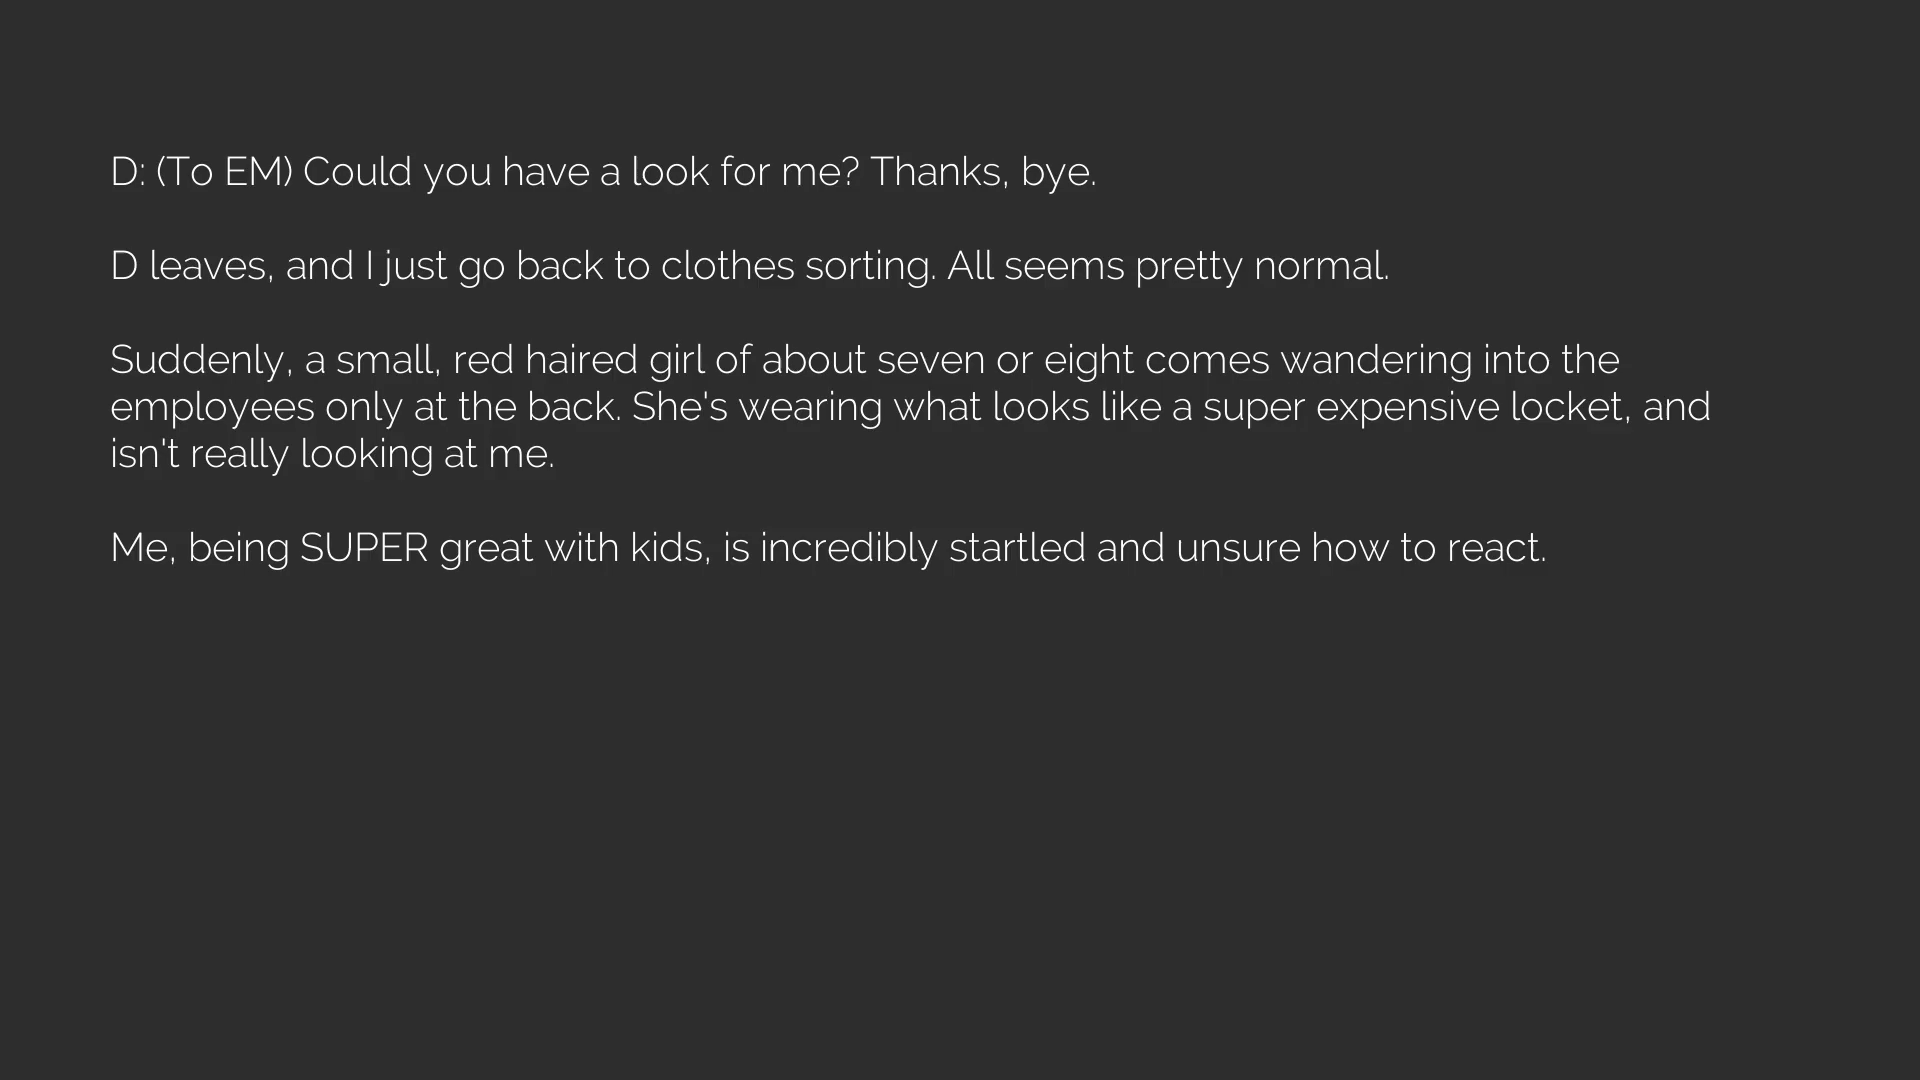 D: (To EM) Could you have a look for me? Thanks, bye.
D leaves, and I just go back to clothes sorting. All seems pretty normal.
Suddenly, a small, red haired girl of about seven or eight comes wandering into the
employees only at the back. She's wearing what looks like a super expensive locket, and
isn't really looking at me.
Me, being SUPER great with kids, is incredibly startled and unsure how to react.